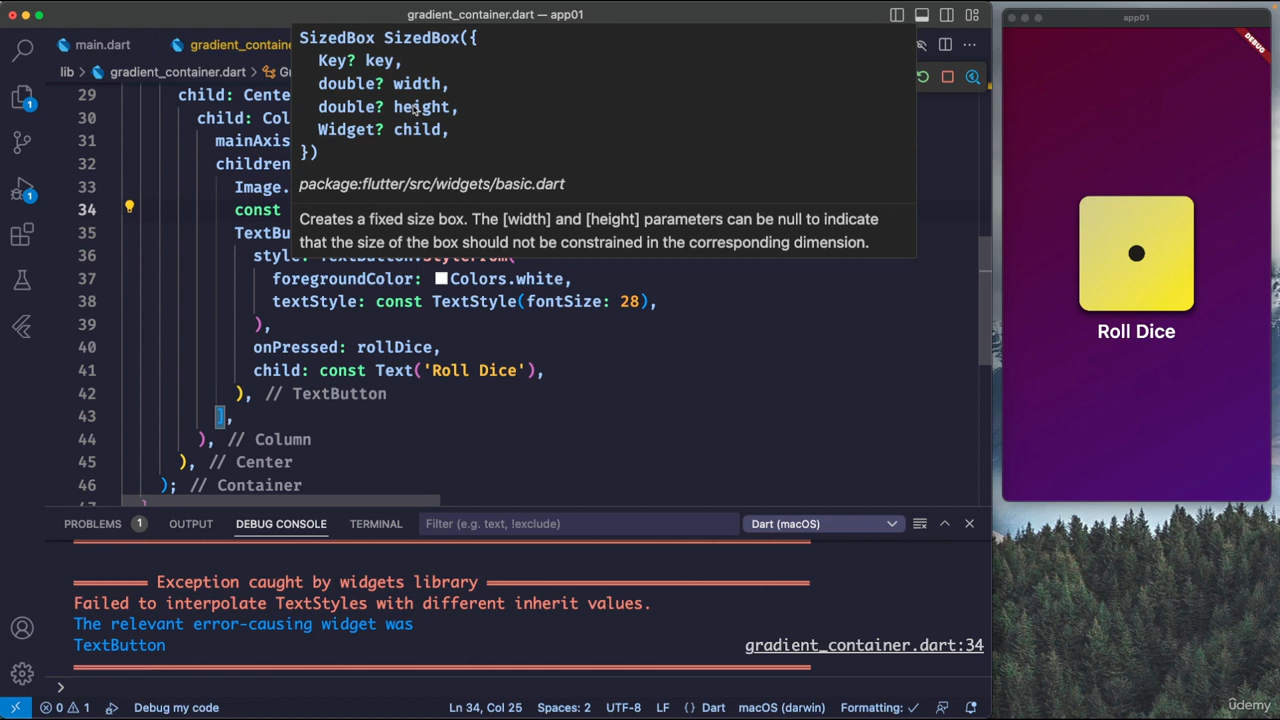 gradient_container.dart — app01
app01
main.dart
gradient_containe
lib > gradient_container.dart >
DEBUG
SizedBox SizedBox({
Key? key,
double? width,
double? height,
Widget? child,
})
package:flutter/src/widgets/basic.dart
Creates a fixed size box. The [width] and [height] parameters can be null to indicate
that the size of the box should not be constrained in the corresponding dimension.
29 child: Cente
30 child: Col
31 mainAxis
32 children
33 Image.
34 const
35 TextBu
36 style: TextButton.styleFrom(
37 foregroundColor: Colors.white,
38 textStyle: const TextStyle(fontSize: 28),
39 ),
40 onPressed: rollDice,
41 child: const Text('Roll Dice'),
42 ), // TextButton
43 ],
44 ), // Column
45 ), // Center
46 ); // Container
Roll Dice
1
1
PROBLEMS 1 OUTPUT DEBUG CONSOLE TERMINAL Filter (e.g. text, !exclude) Dart (macOS)
Exception caught by widgets library
Failed to interpolate TextStyles with different inherit values.
The relevant error-causing widget was
TextButton gradient_container.dart:34
0 1 Debug my code Ln 34, Col 25 Spaces: 2 UTF-8 LF {} Dart macOS (darwin) Formatting: ✓
ûdemy